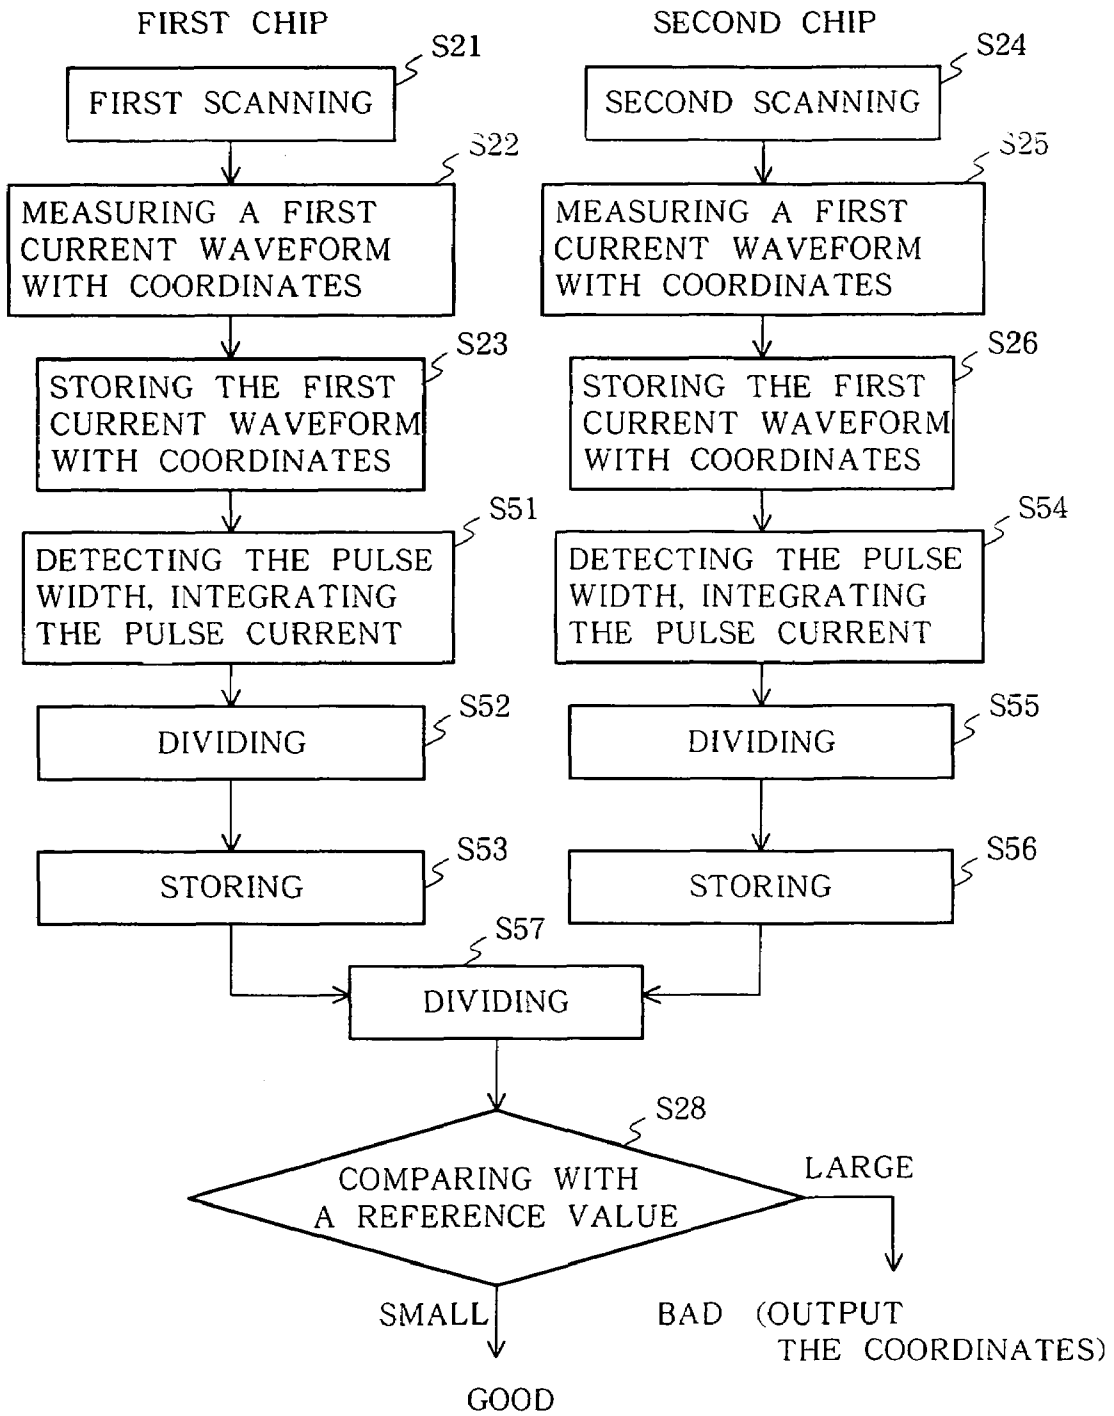 FIRST CHIP
S21
FIRST SCANNING
S22
MEASURING A FIRST
CURRENT WAVEFORM
WITH COORDINATES
S23
STORING THE FIRST
CURRENT WAVEFORM
WITH COORDINATES
S51
DETECTING THE PULSE
WIDTH, INTEGRATING
THE PULSE CURRENT
S52
DIVIDING
S53
STORING
SECOND CHIP
S24
SECOND SCANNING
S25
MEASURING A FIRST
CURRENT WAVEFORM
WITH COORDINATES
S26
STORING THE FIRST
CURRENT WAVEFORM
WITH COORDINATES
S54
DETECTING THE PULSE
WIDTH, INTEGRATING
THE PULSE CURRENT
S55
DIVIDING
S56
STORING
S57
DIVIDING
S28
COMPARING WITH
A REFERENCE VALUE
LARGE
SMALL
BAD (OUTPUT
THE COORDINATES)
GOOD